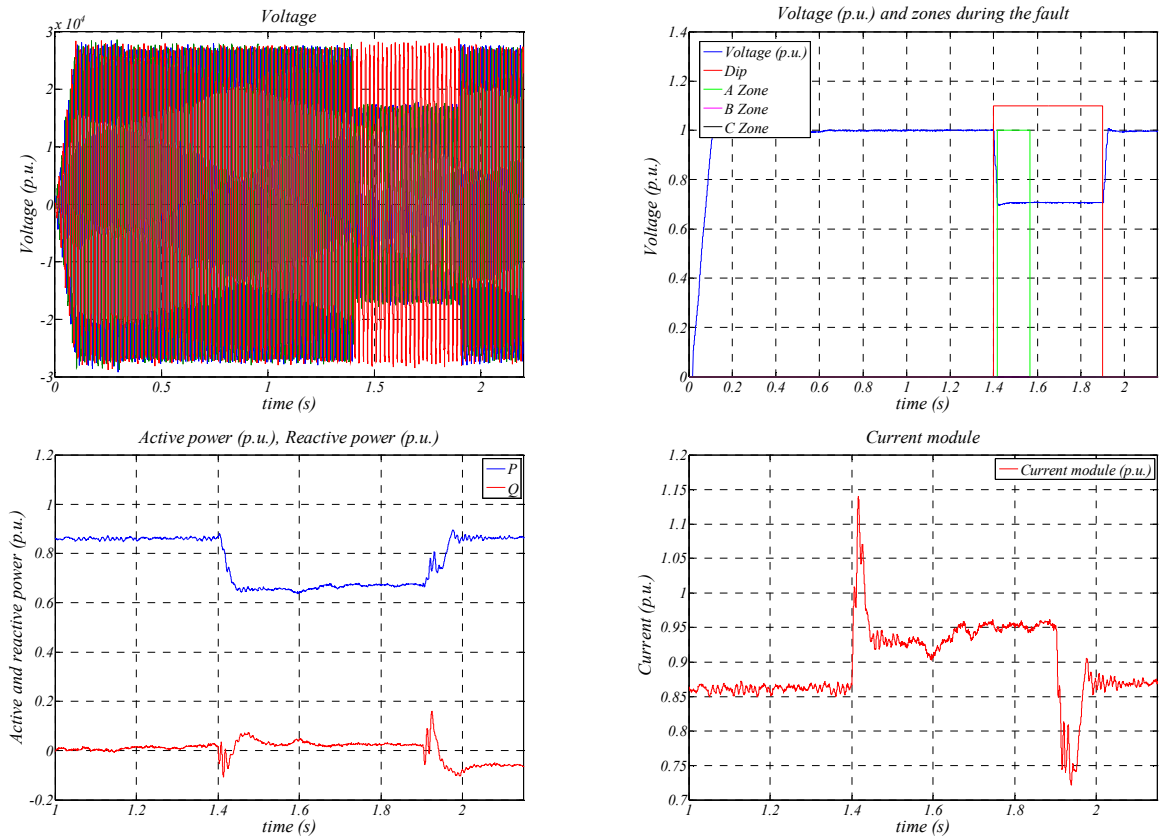 Voltage
x 10^4
3
2
1
0
-1
-2
-3
0 0.5 1 1.5 2
Voltage (p.u.)
time (s)
Voltage (p.u.) and zones during the fault
1.4
1.2
1
0.8
0.6
0.4
0.2
0
0.2 0.4 0.6 0.8 1 1.2 1.4 1.6 1.8 2
Voltage (p.u.)
time (s)
Voltage (p.u.)
Dip
A Zone
B Zone
C Zone
Active power (p.u.), Reactive power (p.u.)
1.2
1
0.8
0.6
0.4
0.2
0
-0.2
1 1.2 1.4 1.6 1.8 2
Active and reactive power (p.u.)
time (s)
P
Q
Current module
1.2
1.15
1.1
1.05
1
0.95
0.9
0.85
0.8
0.75
0.7
1 1.2 1.4 1.6 1.8 2
Current (p.u.)
time (s)
Current module (p.u.)